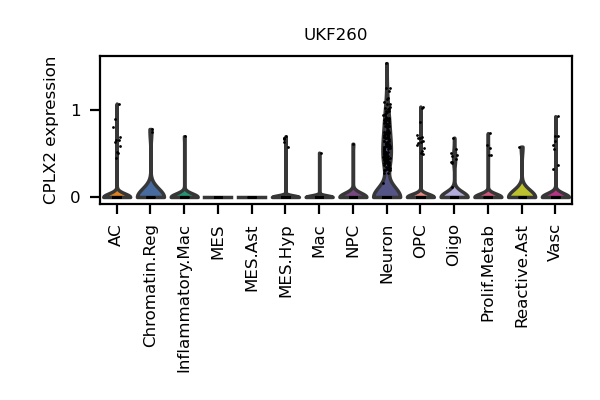 UKF260
CPLX2 expression
1
0
AC
Chromatin.Reg
Inflammatory.Mac
MES
MES.Ast
MES.Hyp
Mac
NPC
Neuron
OPC
Oligo
Prolif.Metab
Reactive.Ast
Vasc